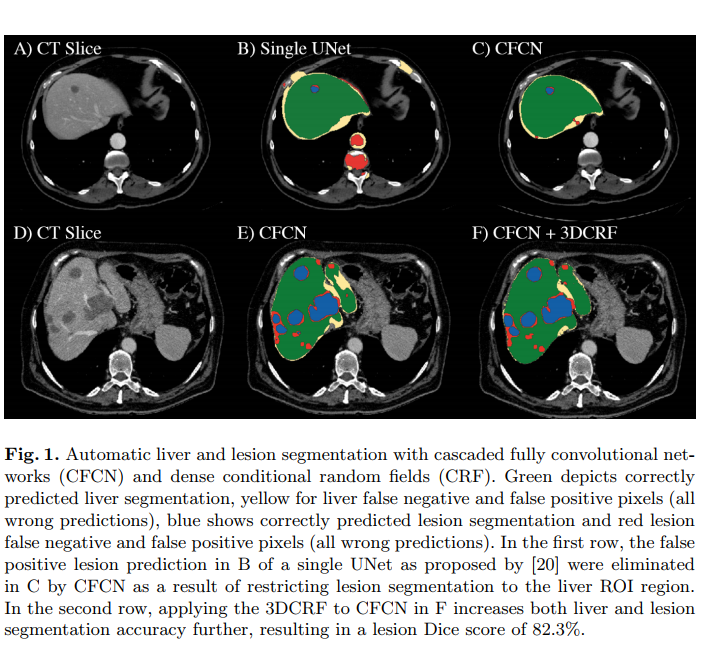 A) CT Slice
B) Single UNet
C) CFCN
D) CT Slice
E) CFCN
F) CFCN + 3DCRF
Fig. 1. Automatic liver and lesion segmentation with cascaded fully convolutional net-
works (CFCN) and dense conditional random fields (CRF). Green depicts correctly
predicted liver segmentation, yellow for liver false negative and false positive pixels (all
wrong predictions), blue shows correctly predicted lesion segmentation and red lesion
false negative and false positive pixels (all wrong predictions). In the first row, the false
positive lesion prediction in B of a single UNet as proposed by [20] were eliminated
in C by CFCN as a result of restricting lesion segmentation to the liver ROI region.
In the second row, applying the 3DCRF to CFCN in F increases both liver and lesion
segmentation accuracy further, resulting in a lesion Dice score of 82.3%.